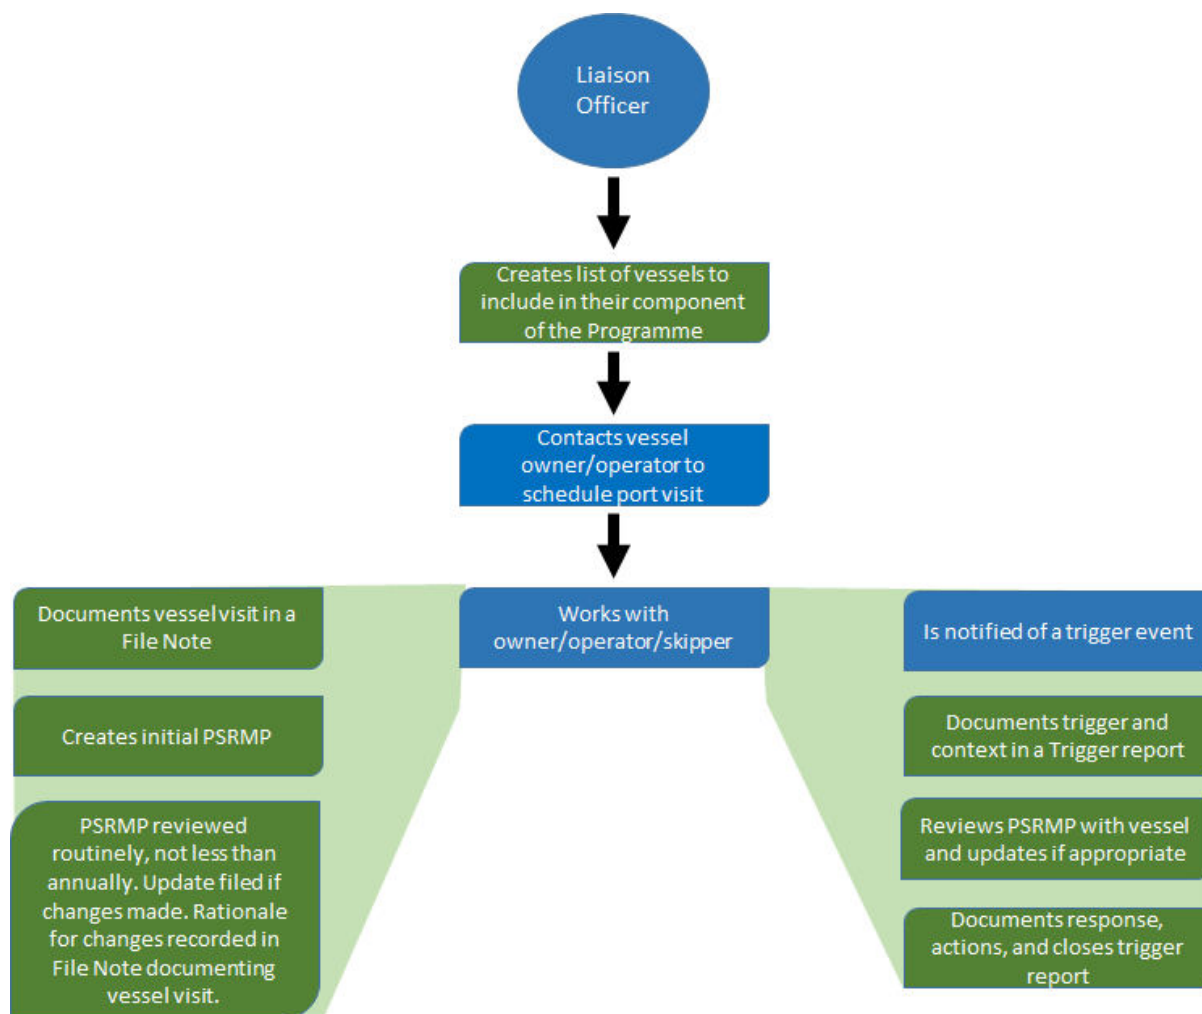 Liaison
Officer
Creates list of vessels to
include in their component
of the Programme
Contacts vessel
owner/operator to
schedule port visit
Works with
owner/operator/skipper
Documents vessel visit in a
File Note
Creates initial PSRMP
PSRMP reviewed
routinely, not less than
annually. Update filed if
changes made. Rationale
for changes recorded in
File Note documenting
vessel visit.
Is notified of a trigger event
Documents trigger and
context in a Trigger report
Reviews PSRMP with vessel
and updates if appropriate
Documents response,
actions, and closes trigger
report